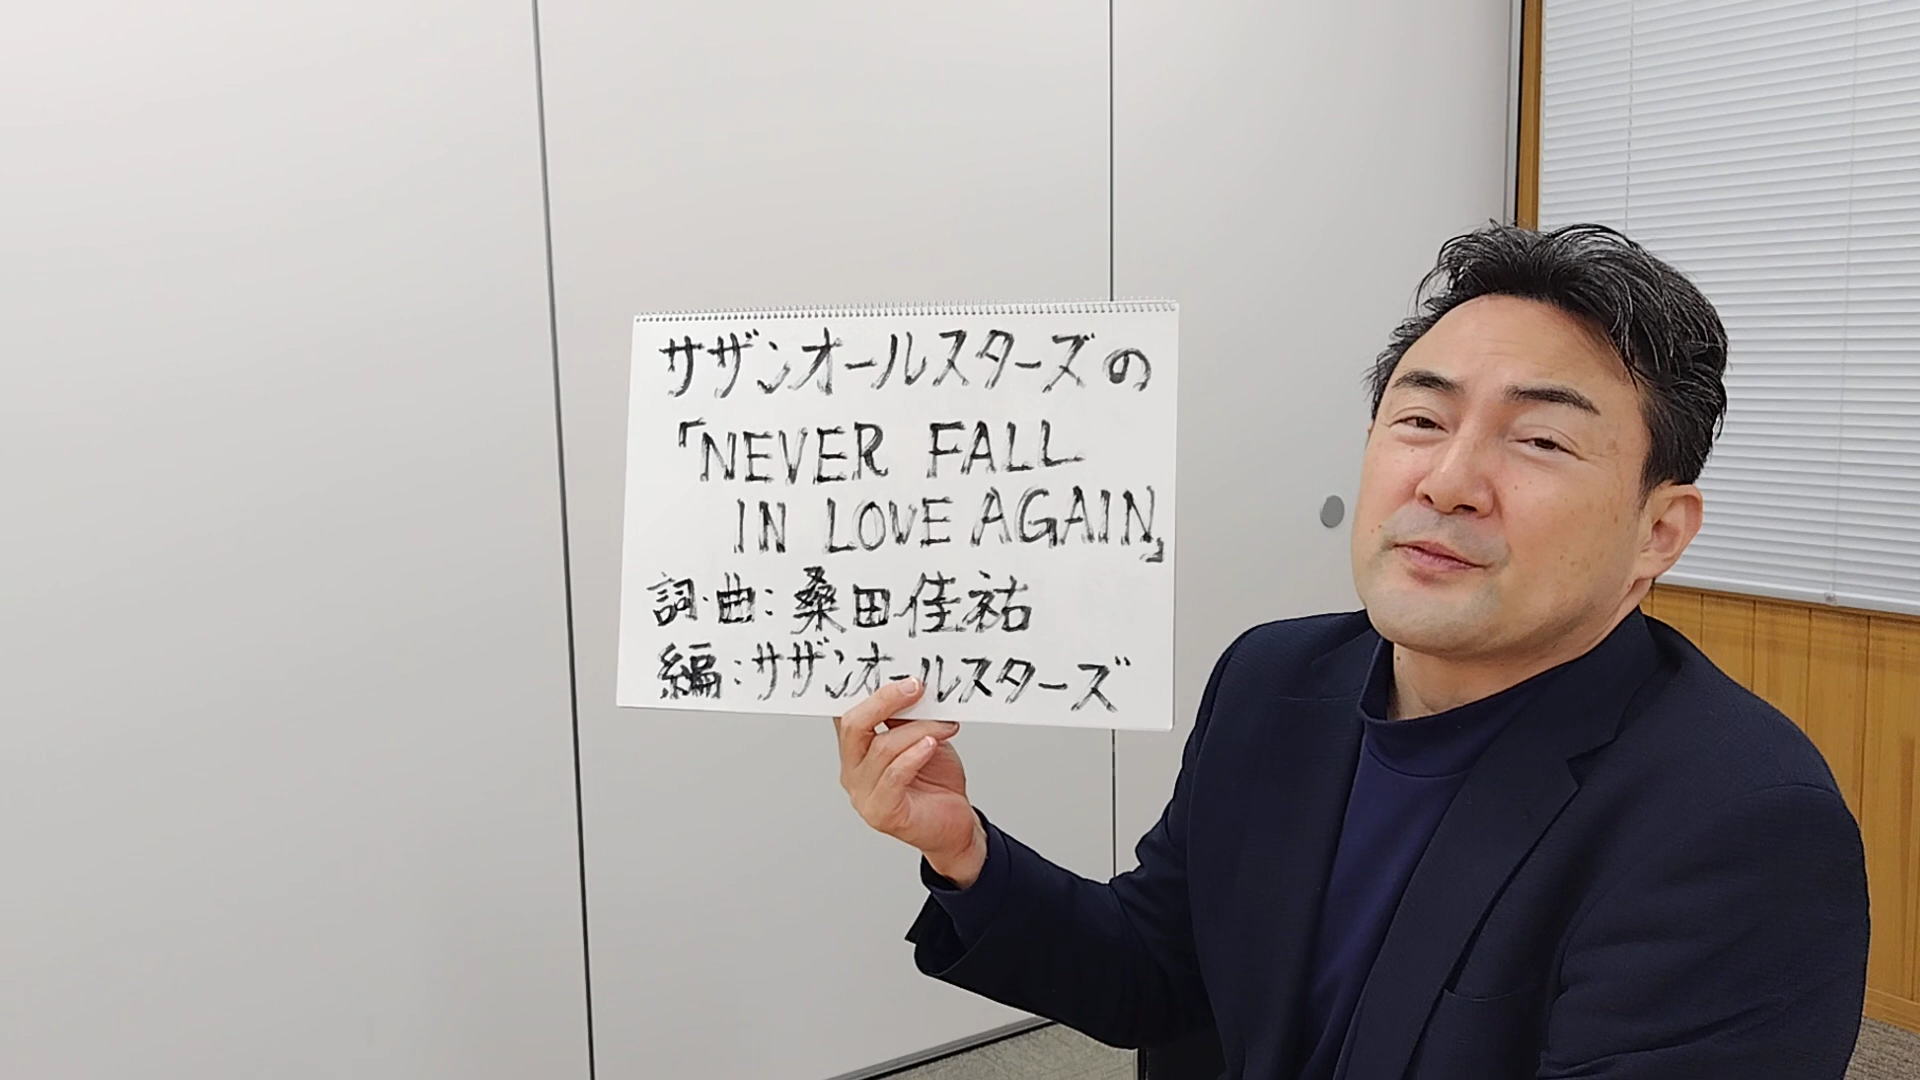 サザンオールスターズの
「NEVER FALL
IN LOVE AGAIN」
詞・曲:桑田佳祐
編:サザンオールスターズ